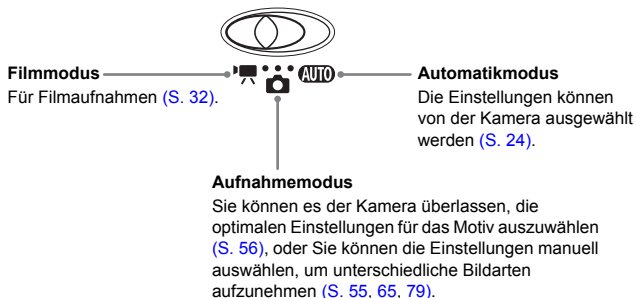 AUTO
Filmmodus
Für Filmaufnahmen (S. 32).
Automatikmodus
Die Einstellungen können
von der Kamera ausgewählt
werden (S. 24).
Aufnahmemodus
Sie können es der Kamera überlassen, die
optimalen Einstellungen für das Motiv auszuwählen
(S. 56), oder Sie können die Einstellungen manuell
auswählen, um unterschiedliche Bildarten
aufzunehmen (S. 55, 65, 79).